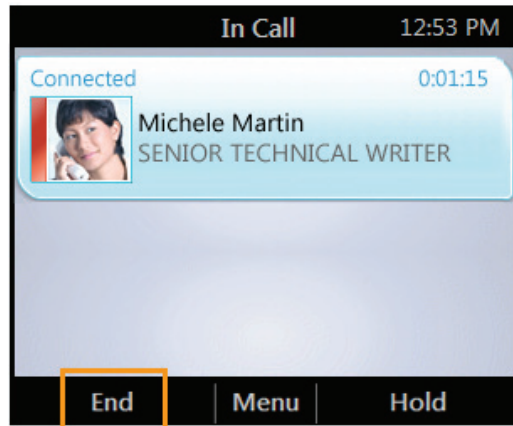 In Call 12:53 PM
Connected 0:01:15
Michele Martin
SENIOR TECHNICAL WRITER
End Menu Hold